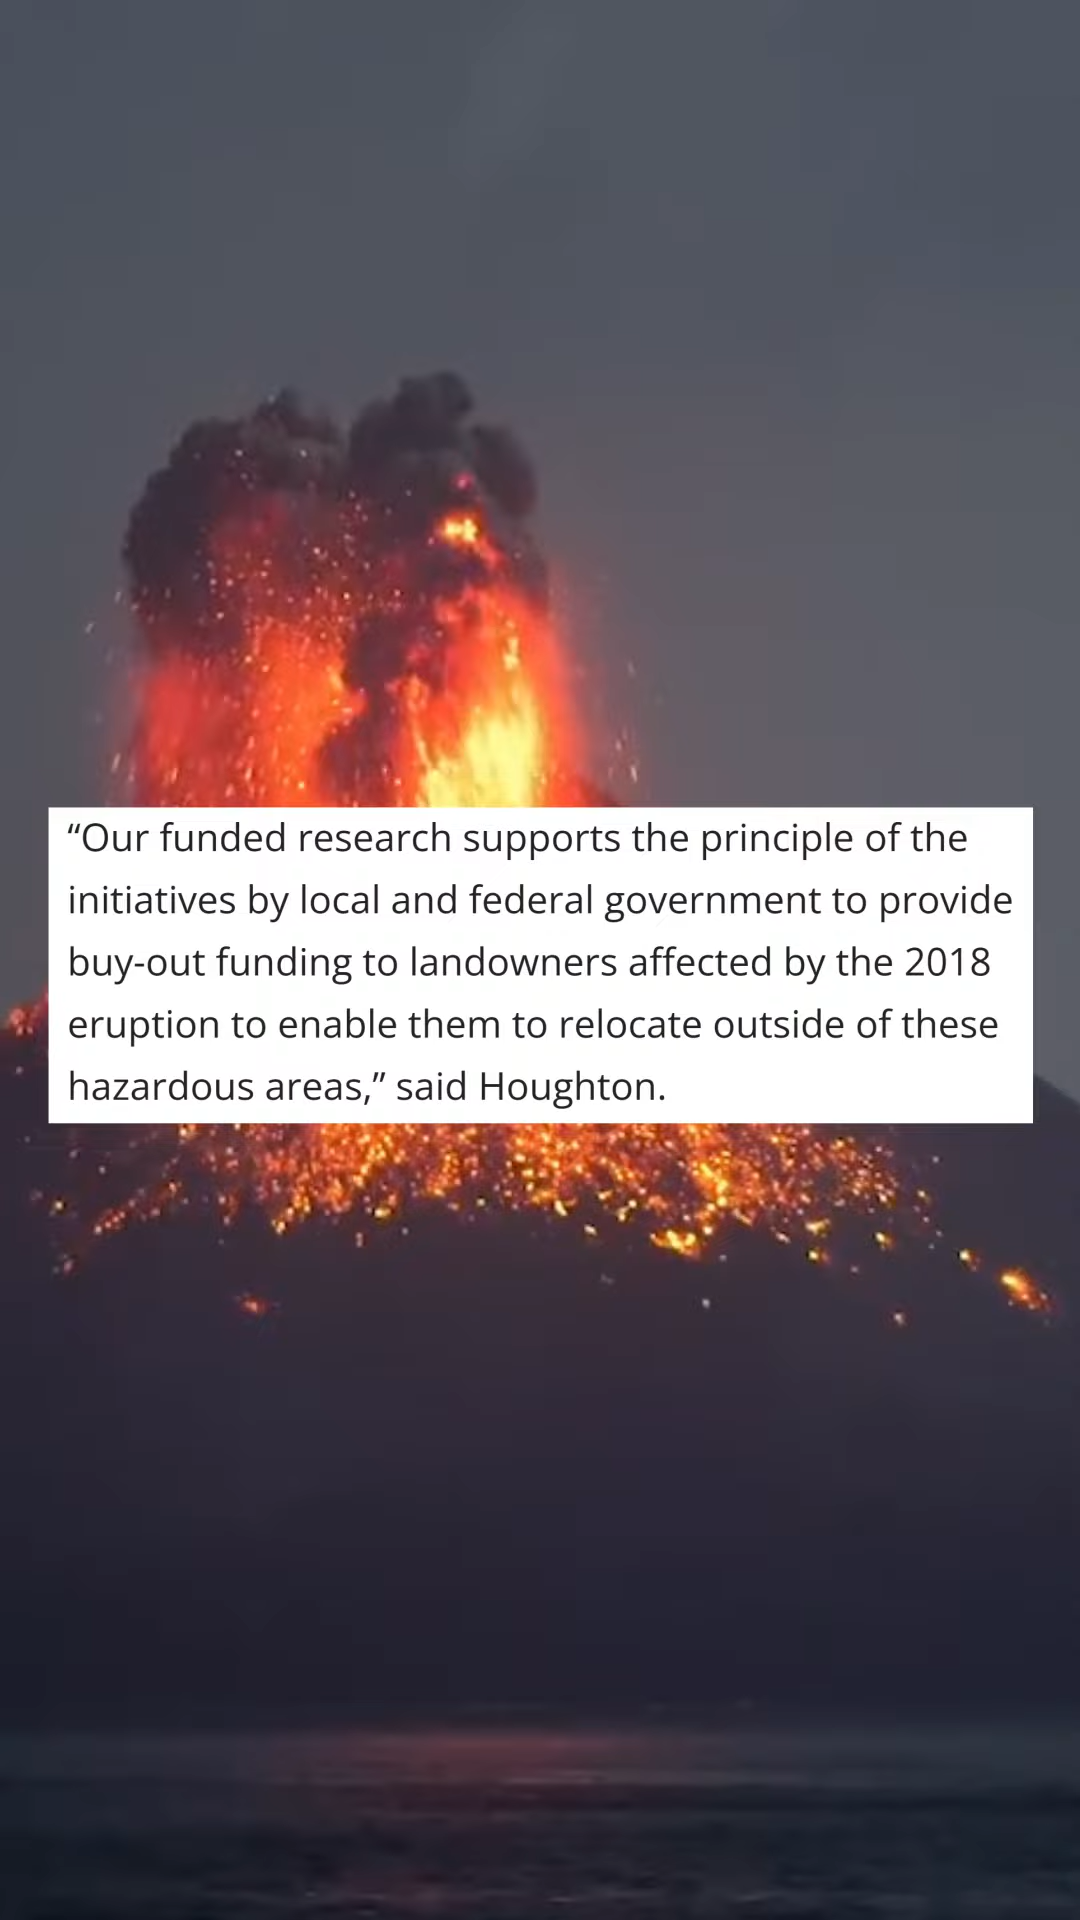 “Our funded research supports the principle of the
initiatives by local and federal government to provide
buy-out funding to landowners affected by the 2018
eruption to enable them to relocate outside of these
hazardous areas,” said Houghton.